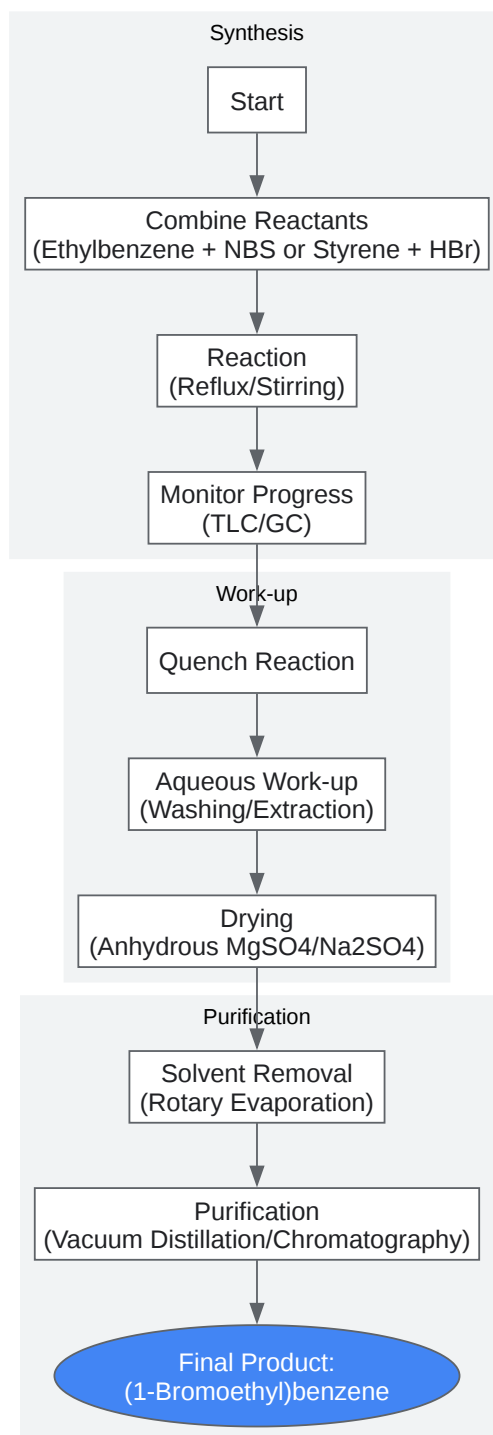 Synthesis
Start
Combine Reactants
(Ethylbenzene + NBS or Styrene + HBr)
Reaction
(Reflux/Stirring)
Monitor Progress
(TLC/GC)
Work-up
Quench Reaction
Aqueous Work-up
(Washing/Extraction)
Drying
(Anhydrous MgSO4/Na2SO4)
Purification
Solvent Removal
(Rotary Evaporation)
Purification
(Vacuum Distillation/Chromatography)
Final Product:
(1-Bromoethyl)benzene